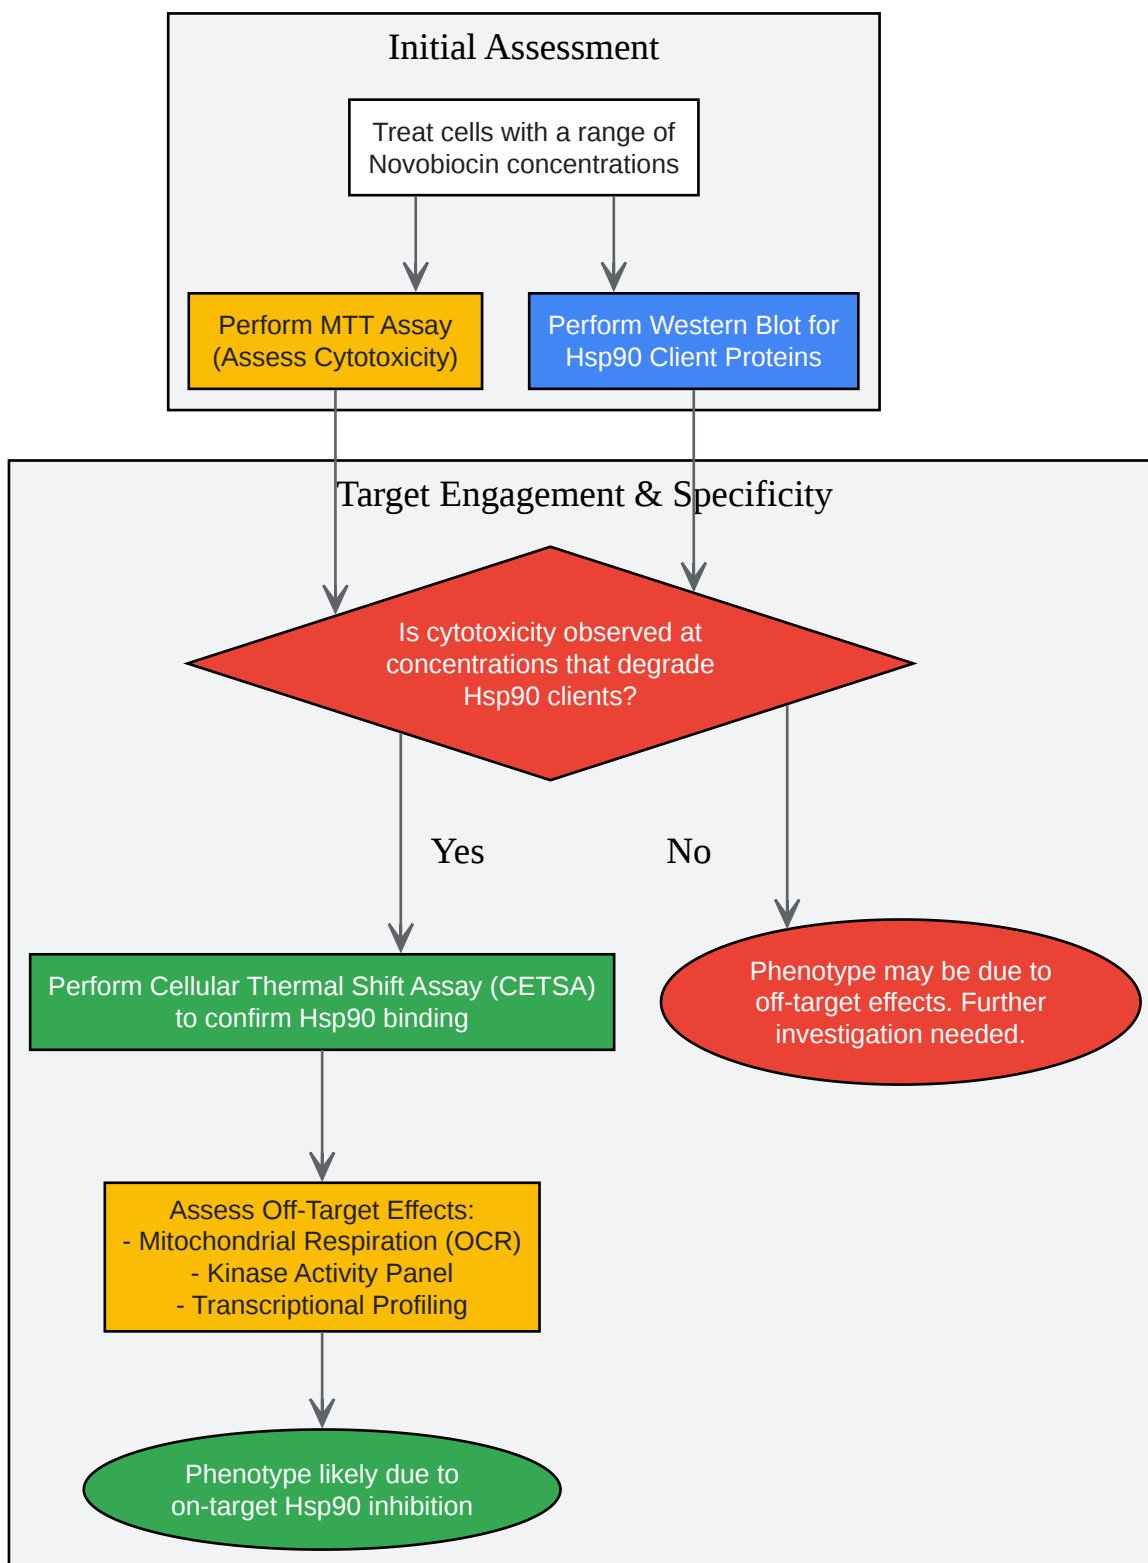 Initial Assessment
Treat cells with a range of
Novobiocin concentrations
Perform MTT Assay
(Assess Cytotoxicity)
Perform Western Blot for
Hsp90 Client Proteins
Target Engagement & Specificity
Is cytotoxicity observed at
concentrations that degrade
Hsp90 clients?
Yes
No
Perform Cellular Thermal Shift Assay (CETSA)
to confirm Hsp90 binding
Phenotype may be due to
off-target effects. Further
investigation needed.
Assess Off-Target Effects:
- Mitochondrial Respiration (OCR)
- Kinase Activity Panel
- Transcriptional Profiling
Phenotype likely due to
on-target Hsp90 inhibition